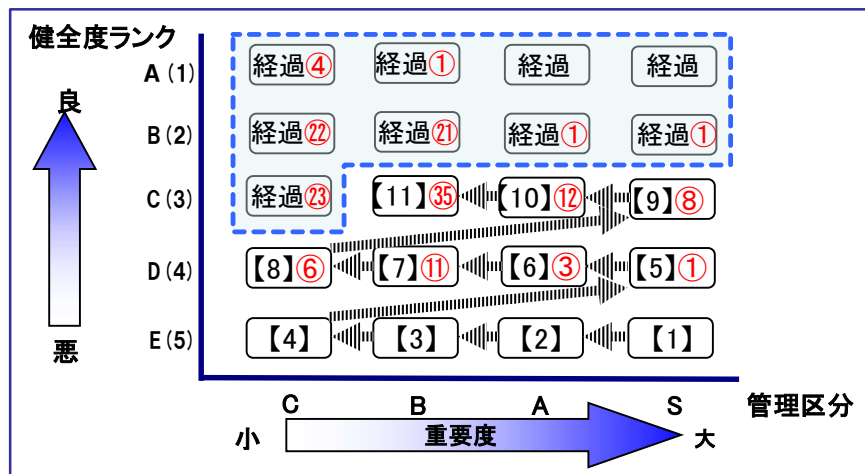 健全度ランク
良
悪
A(1) 経過④ 経過① 経過 経過
B(2) 経過㉒ 経過㉑ 経過① 経過①
C(3) 経過㉓ 【11】㉟ 【10】⑫ 【9】⑧
D(4) 【8】⑥ 【7】⑪ 【6】③ 【5】①
E(5) 【4】 【3】 【2】 【1】
C B A S 管理区分
小 重要度 大